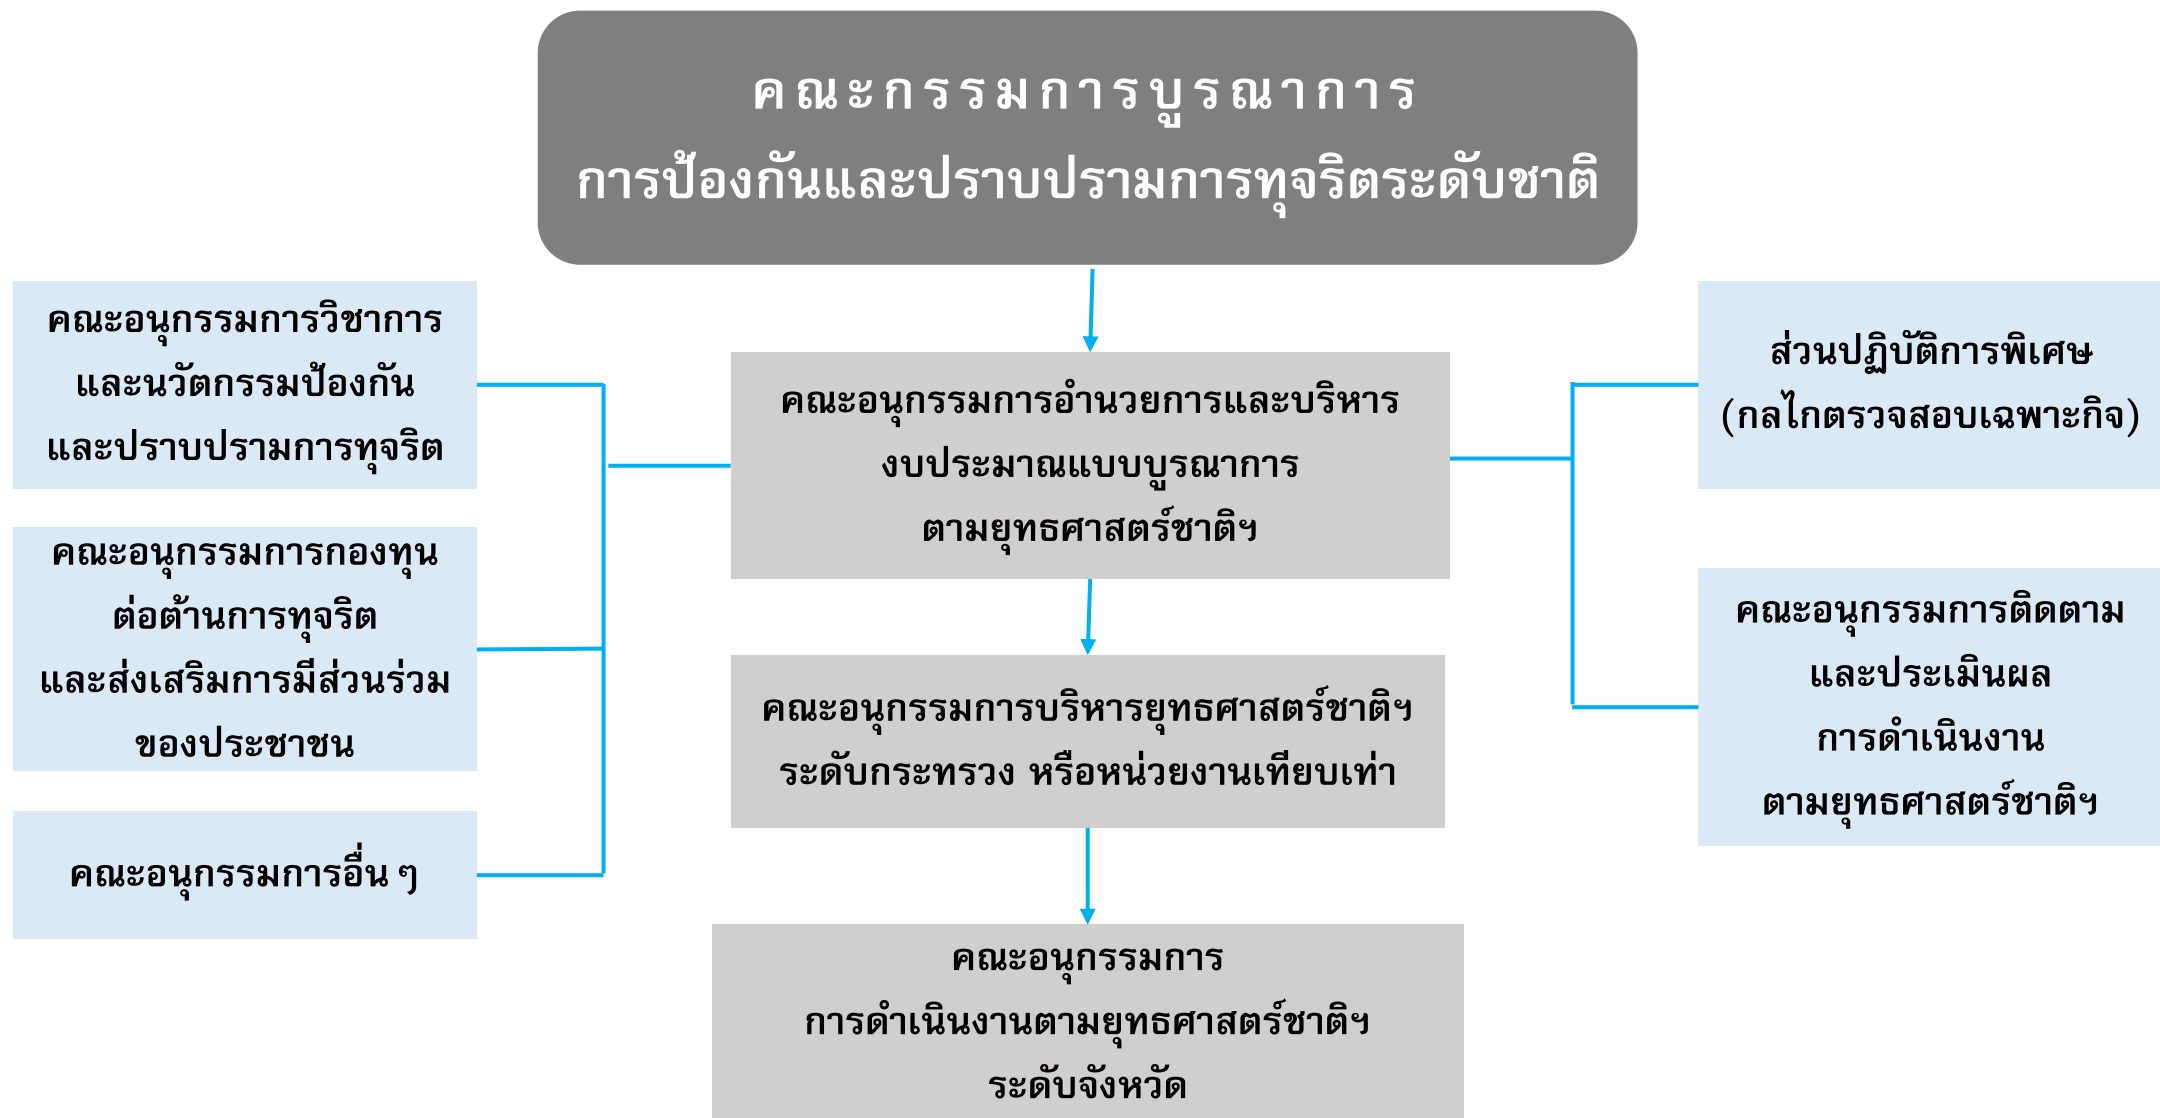 คณะกรรมการบูรณาการ
การป้องกันและปราบปรามการทุจริตระดับชาติ
คณะอนุกรรมการวิชาการ
และนวัตกรรมป้องกัน
และปราบปรามการทุจริต
คณะอนุกรรมการกองทุน
ต่อต้านการทุจริต
และส่งเสริมการมีส่วนร่วม
ของประชาชน
คณะอนุกรรมการอื่น ๆ
คณะอนุกรรมการอำนวยการและบริหาร
งบประมาณแบบบูรณาการ
ตามยุทธศาสตร์ชาติฯ
คณะอนุกรรมการบริหารยุทธศาสตร์ชาติฯ
ระดับกระทรวง หรือหน่วยงานเทียบเท่า
คณะอนุกรรมการ
การดำเนินงานตามยุทธศาสตร์ชาติฯ
ระดับจังหวัด
ส่วนปฏิบัติการพิเศษ
(กลไกตรวจสอบเฉพาะกิจ)
คณะอนุกรรมการติดตาม
และประเมินผล
การดำเนินงาน
ตามยุทธศาสตร์ชาติฯ